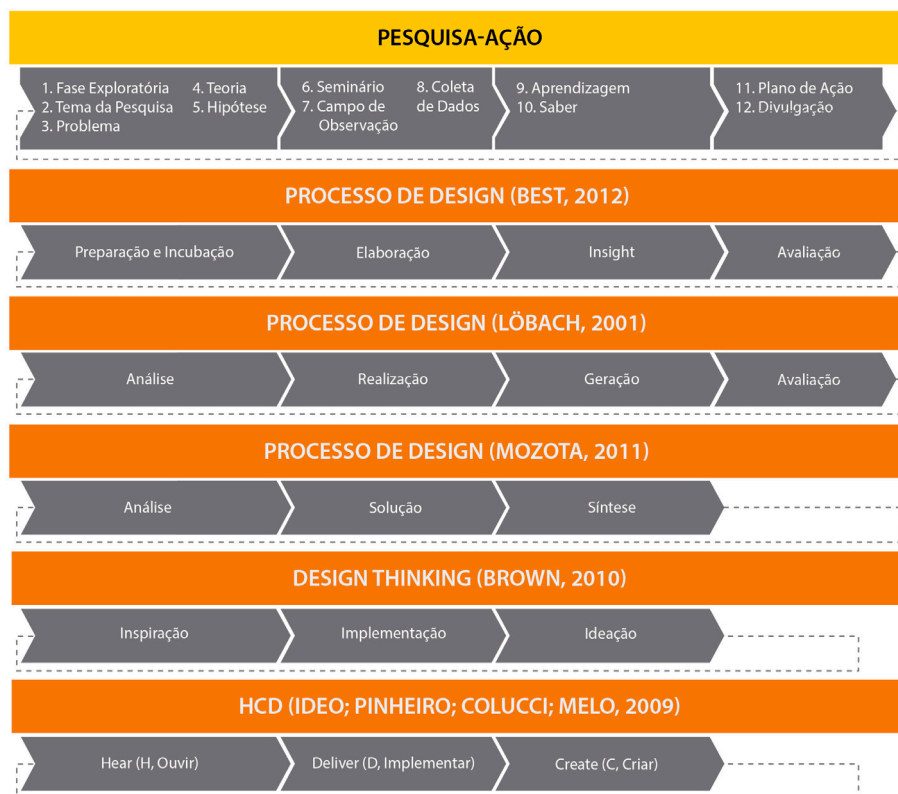 PESQUISA-AÇÃO
1. Fase Exploratória
2. Tema da Pesquisa
3. Problema
4. Teoria
5. Hipótese
6. Seminário
7. Campo de
Observação
8. Coleta
de Dados
9. Aprendizagem
10. Saber
11. Plano de Ação
12. Divulgação
PROCESSO DE DESIGN (BEST, 2012)
Preparação e Incubação
Elaboração
Insight
Avaliação
PROCESSO DE DESIGN (LÖBACH, 2001)
Análise
Realização
Geração
Avaliação
PROCESSO DE DESIGN (MOZOTA, 2011)
Análise
Solução
Síntese
DESIGN THINKING (BROWN, 2010)
Inspiração
Implementação
Ideação
HCD (IDEO; PINHEIRO; COLUCCI; MELO, 2009)
Hear (H, Ouvir)
Deliver (D, Implementar)
Create (C, Criar)